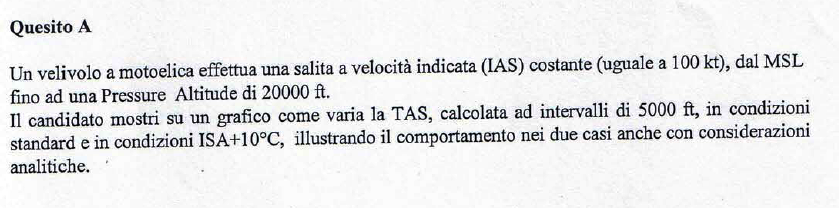 Quesito A
Un velivolo a motoelica effettua una salita a velocità indicata (IAS) costante (uguale a 100 kt), dal MSL
fino ad una Pressure Altitude di 20000 ft.
Il candidato mostri su un grafico come varia la TAS, calcolata ad intervalli di 5000 ft, in condizioni
standard e in condizioni ISA+10°C, illustrando il comportamento nei due casi anche con considerazioni
analitiche.